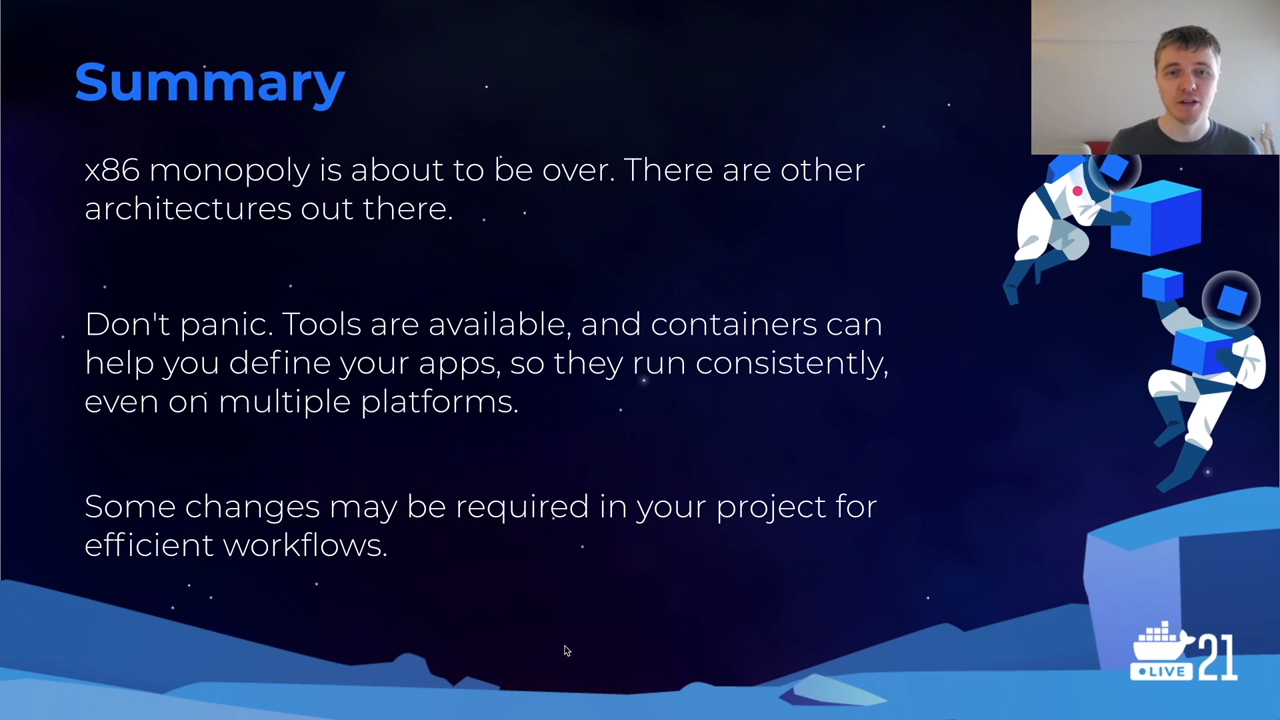 Summary
x86 monopoly is about to be over. There are other
architectures out there.
Don't panic. Tools are available, and containers can
help you define your apps, so they run consistently,
even on multiple platforms.
Some changes may be required in your project for
efficient workflows.
LIVE 21